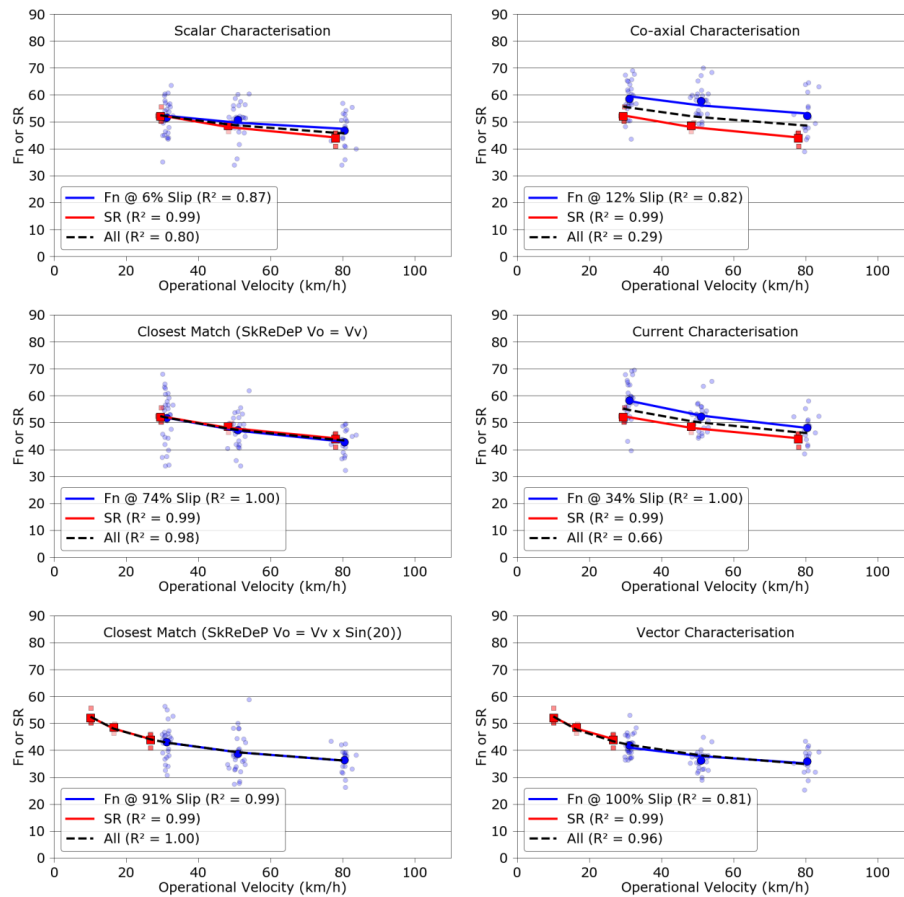 Scalar Characterisation
90
80
70
60
50
40
30
20
10
0
Fn or SR
Fn @ 6% Slip (R² = 0.87)
SR (R² = 0.99)
All (R² = 0.80)
0 20 40 60 80 100
Operational Velocity (km/h)
Co-axial Characterisation
90
80
70
60
50
40
30
20
10
0
Fn or SR
Fn @ 12% Slip (R² = 0.82)
SR (R² = 0.99)
All (R² = 0.29)
0 20 40 60 80 100
Operational Velocity (km/h)
Closest Match (SkReDeP Vo = Vv)
90
80
70
60
50
40
30
20
10
0
Fn or SR
Fn @ 74% Slip (R² = 1.00)
SR (R² = 0.99)
All (R² = 0.98)
0 20 40 60 80 100
Operational Velocity (km/h)
Current Characterisation
90
80
70
60
50
40
30
20
10
0
Fn or SR
Fn @ 34% Slip (R² = 1.00)
SR (R² = 0.99)
All (R² = 0.66)
0 20 40 60 80 100
Operational Velocity (km/h)
Closest Match (SkReDeP Vo = Vv x Sin(20))
90
80
70
60
50
40
30
20
10
0
Fn or SR
Fn @ 91% Slip (R² = 0.99)
SR (R² = 0.99)
All (R² = 1.00)
0 20 40 60 80 100
Operational Velocity (km/h)
Vector Characterisation
90
80
70
60
50
40
30
20
10
0
Fn or SR
Fn @ 100% Slip (R² = 0.81)
SR (R² = 0.99)
All (R² = 0.96)
0 20 40 60 80 100
Operational Velocity (km/h)